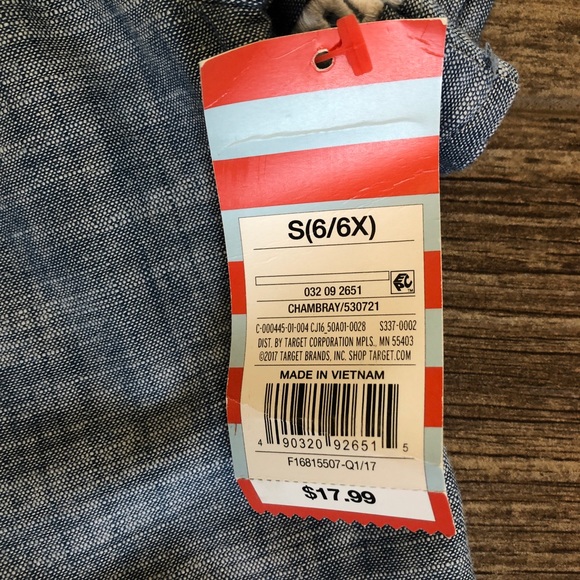 S(6/6X)
032 09 2651
CHAMBRAY/530721
C-000445-01-004 CJ16_50A01-0028 S337-0002
DIST. BY TARGET CORPORATION MPLS., MN 55403
©2017 TARGET BRANDS, INC. SHOP TARGET.COM
MADE IN VIETNAM
4 90320 92651 5
F16815507-Q1/17
$17.99